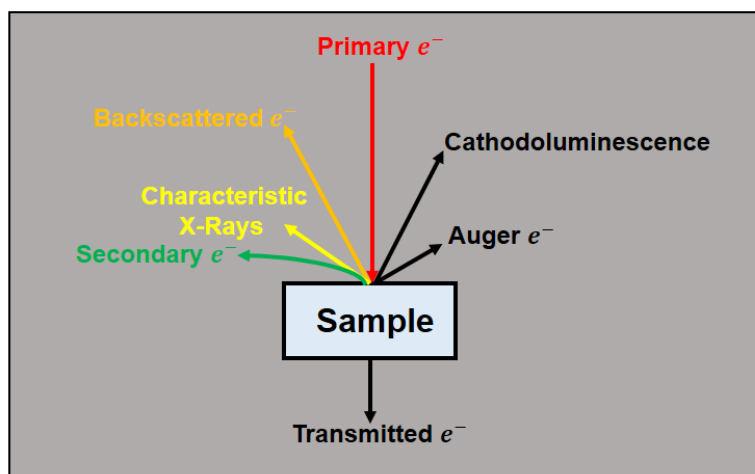 Primary e⁻
Backscattered e⁻
Cathodoluminescence
Characteristic
X-Rays
Auger e⁻
Secondary e⁻
Sample
Transmitted e⁻